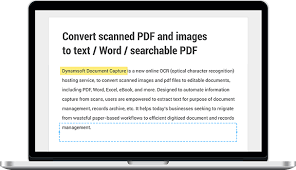 Convert scanned PDF and images
to text / Word / searchable PDF
Dynamsoft Document Capture is a new online OCR (optical character recognition)
hosting service, to convert scanned images and pdf files to editable documents,
including PDF, Word, Excel, eBook, and more. Designed to automate information
capture from scans, users are empowered to extract text for purpose of document
management, records archive, etc. It helps today's businesses seeking to migrate
from wasteful paper-based workflows to efficient digitized document and records
management.